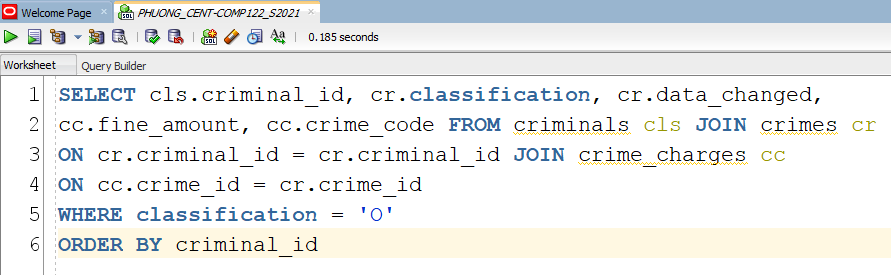 Welcome Page
PHUONG_CENT-COMP122_S2021
0.185 seconds
Worksheet
Query Builder
1 SELECT cls.criminal_id, cr.classification, cr.data_changed,
2 cc.fine_amount, cc.crime_code FROM criminals cls JOIN crimes cr
3 ON cr.criminal_id = cr.criminal_id JOIN crime_charges cc
4 ON cc.crime_id = cr.crime_id
5 WHERE classification = 'O'
6 ORDER BY criminal_id